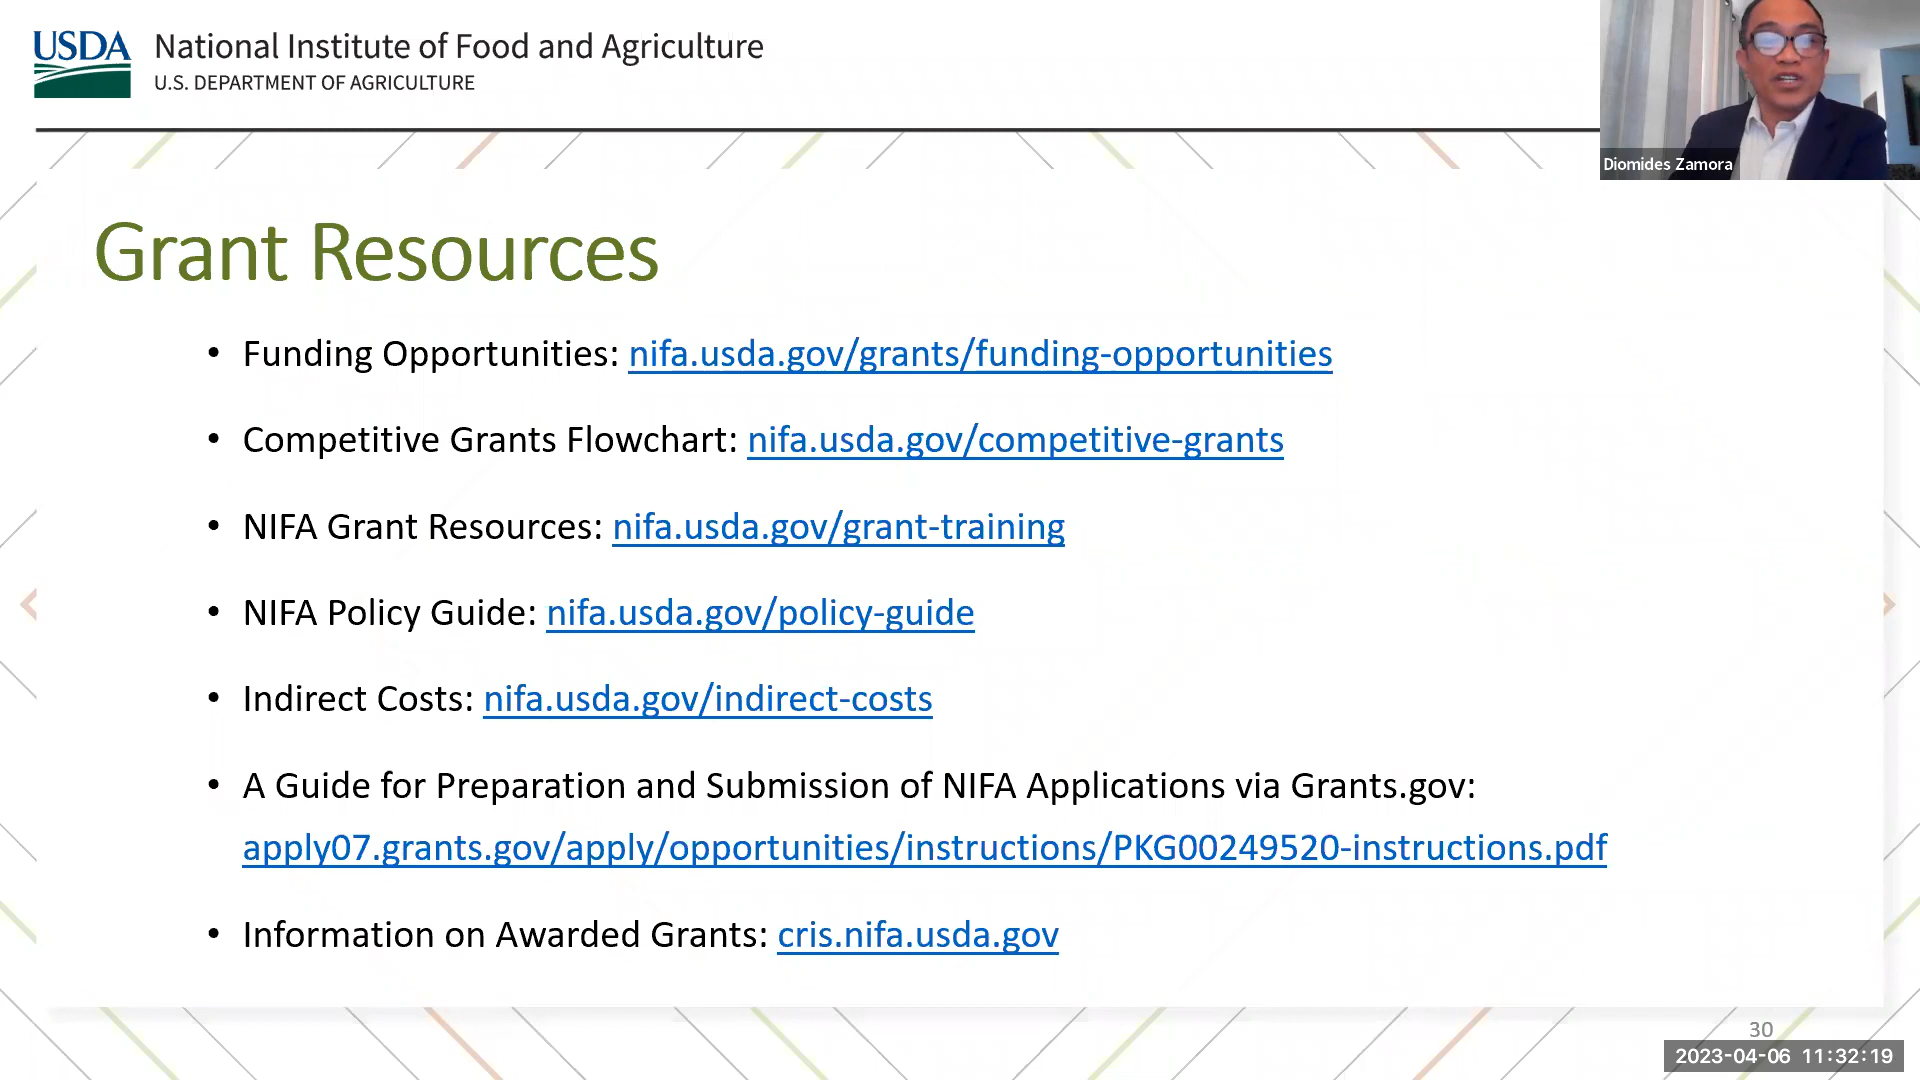 USDA
National Institute of Food and Agriculture
U.S. DEPARTMENT OF AGRICULTURE
Diomides Zamora
Grant Resources
• Funding Opportunities: nifa.usda.gov/grants/funding-opportunities
• Competitive Grants Flowchart: nifa.usda.gov/competitive-grants
• NIFA Grant Resources: nifa.usda.gov/grant-training
• NIFA Policy Guide: nifa.usda.gov/policy-guide
• Indirect Costs: nifa.usda.gov/indirect-costs
• A Guide for Preparation and Submission of NIFA Applications via Grants.gov:
apply07.grants.gov/apply/opportunities/instructions/PKG00249520-instructions.pdf
• Information on Awarded Grants: cris.nifa.usda.gov
30
2023-04-06 11:32:19